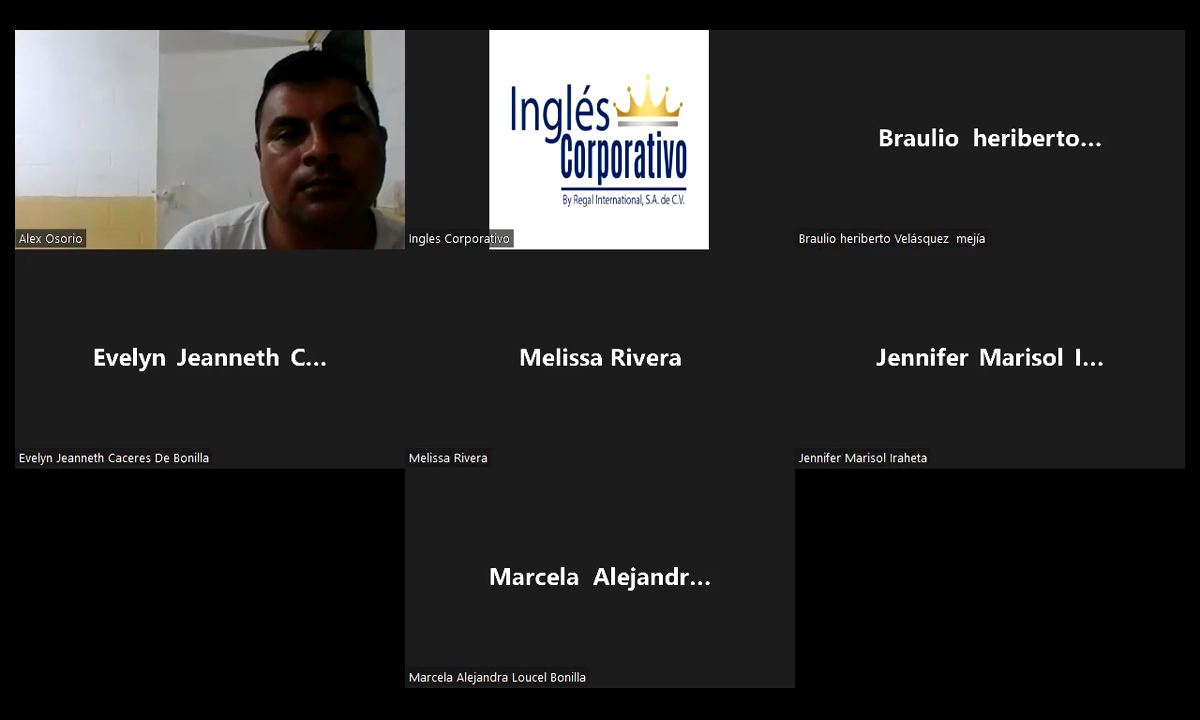 Inglés
Corporativo
By Regal International, S.A. de C.V.
Braulio heriberto...
Alex Osorio
Ingles Corporativo
Braulio heriberto Velásquez mejía
Evelyn Jeanneth C...
Melissa Rivera
Jennifer Marisol I...
Evelyn Jeanneth Caceres De Bonilla
Melissa Rivera
Jennifer Marisol Iraheta
Marcela Alejandr...
Marcela Alejandra Loucel Bonilla